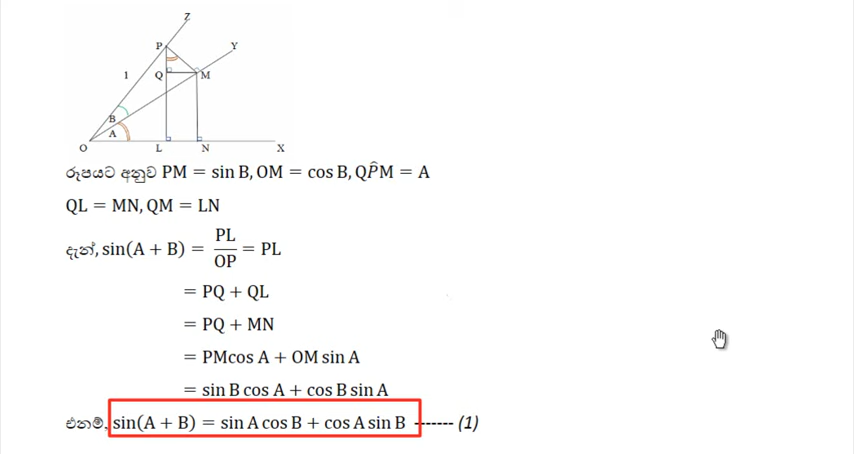 Z
P
Y
1
Q
M
B
A
O
L
N
X
රූපයට අනුව PM = sin B, OM = cos B, QP̂M = A
QL = MN, QM = LN
දැන්, sin(A + B) = PL/OP = PL
= PQ + QL
= PQ + MN
= PMcos A + OM sin A
= sin B cos A + cos B sin A
එනම්, sin(A + B) = sin A cos B + cos A sin B ------- (1)